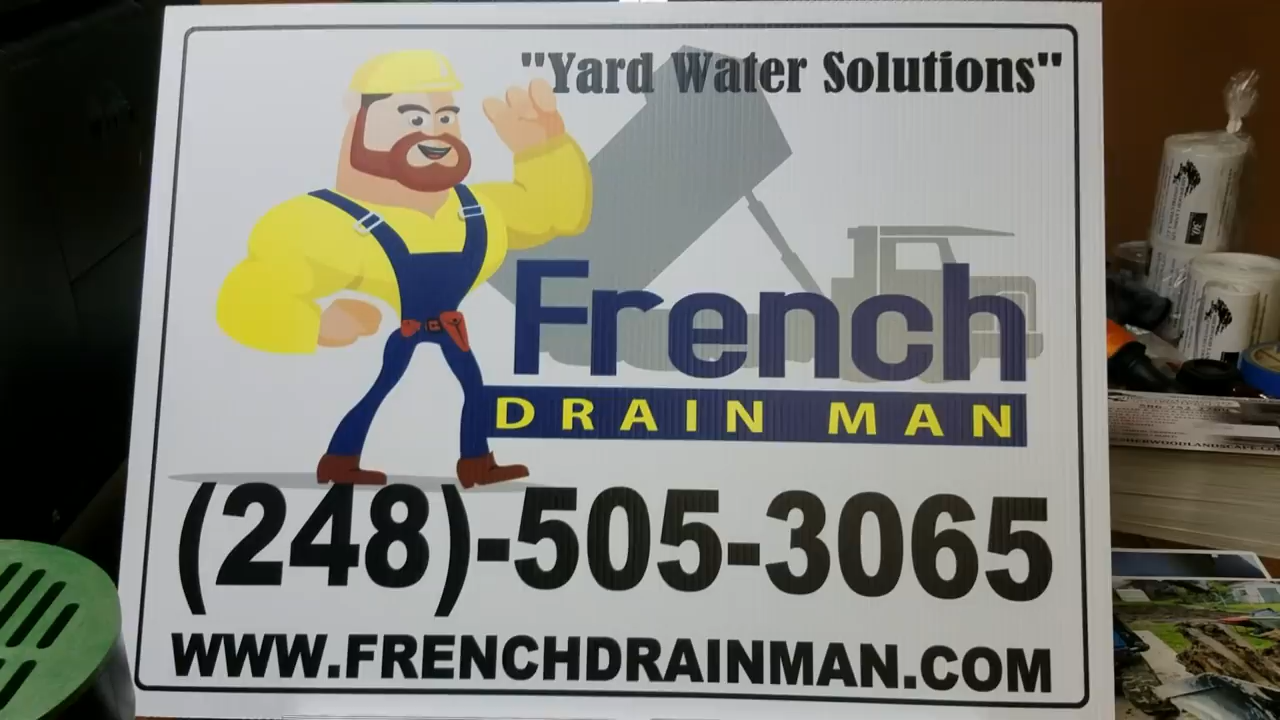 "Yard Water Solutions"
French
DRAIN MAN
(248)-505-3065
WWW.FRENCHDRAINMAN.COM